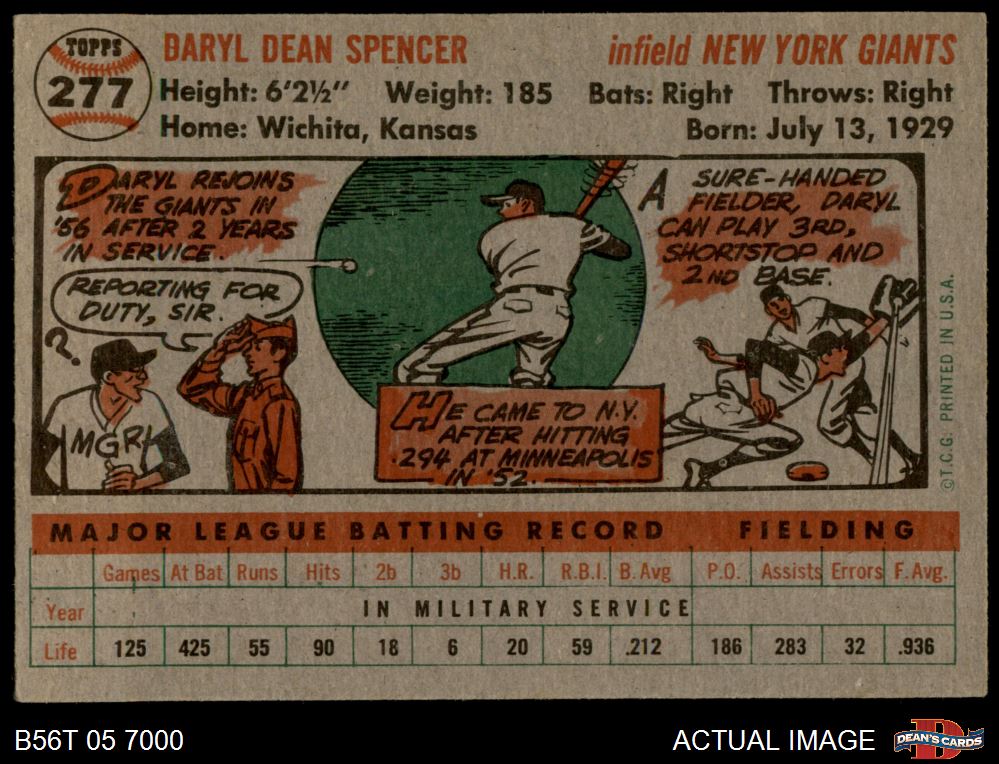 TOPPS
277
DARYL DEAN SPENCER
infield NEW YORK GIANTS
Height: 6'2½" Weight: 185 Bats: Right Throws: Right
Home: Wichita, Kansas
Born: July 13, 1929
DARYL REJOINS
THE GIANTS IN
'56 AFTER 2 YEARS
IN SERVICE.
REPORTING FOR
DUTY, SIR.
?
MGR.
HE CAME TO N.Y.
AFTER HITTING
.294 AT MINNEAPOLIS
IN '52.
A SURE-HANDED
FIELDER, DARYL
CAN PLAY 3RD,
SHORTSTOP AND
2ND BASE.
©T.C.G. PRINTED IN U.S.A.
MAJOR LEAGUE BATTING RECORD FIELDING
Games At Bat Runs Hits 2b 3b H.R. R.B.I. B. Avg P.O. Assists Errors F. Avg.
Year IN MILITARY SERVICE
Life 125 425 55 90 18 6 20 59 .212 186 283 32 .936
B56T 05 7000
ACTUAL IMAGE
DEAN'S CARDS